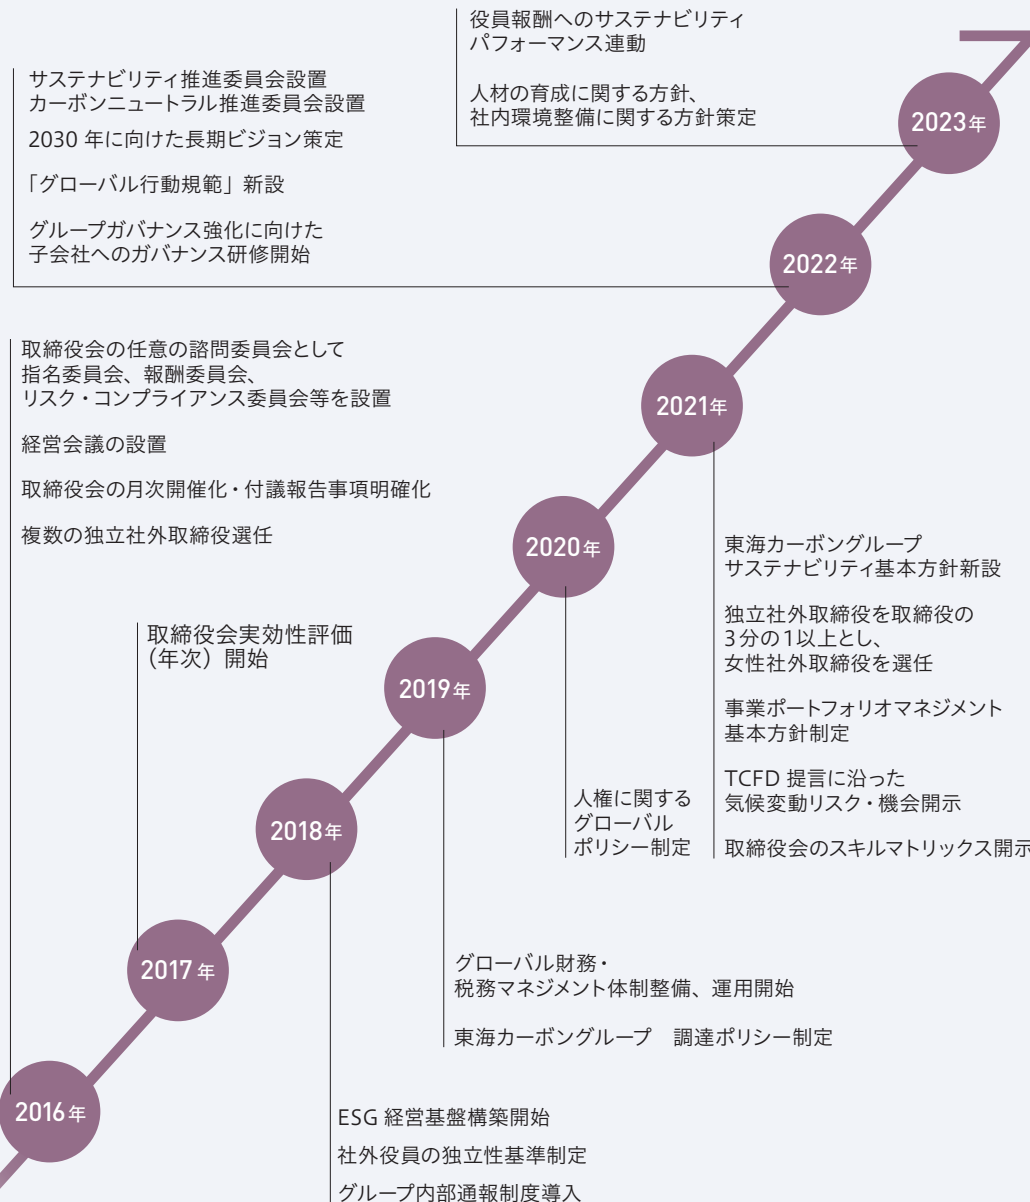 役員報酬へのサステナビリティ
パフォーマンス連動
人材の育成に関する方針、
社内環境整備に関する方針策定
2023年
サステナビリティ推進委員会設置
カーボンニュートラル推進委員会設置
2030 年に向けた長期ビジョン策定
「グローバル行動規範」新設
グループガバナンス強化に向けた
子会社へのガバナンス研修開始
2022年
取締役会の任意の諮問委員会として
指名委員会、報酬委員会、
リスク・コンプライアンス委員会等を設置
経営会議の設置
取締役会の月次開催化・付議報告事項明確化
複数の独立社外取締役選任
2021年
東海カーボングループ
サステナビリティ基本方針新設
独立社外取締役を取締役の
3分の1以上とし、
女性社外取締役を選任
事業ポートフォリオマネジメント
基本方針制定
TCFD 提言に沿った
気候変動リスク・機会開示
取締役会のスキルマトリックス開示
2020年
人権に関する
グローバル
ポリシー制定
取締役会実効性評価
(年次) 開始
2019年
グローバル財務・
税務マネジメント体制整備、運用開始
東海カーボングループ　調達ポリシー制定
2018年
ESG 経営基盤構築開始
社外役員の独立性基準制定
グループ内部通報制度導入
2017年
2016年